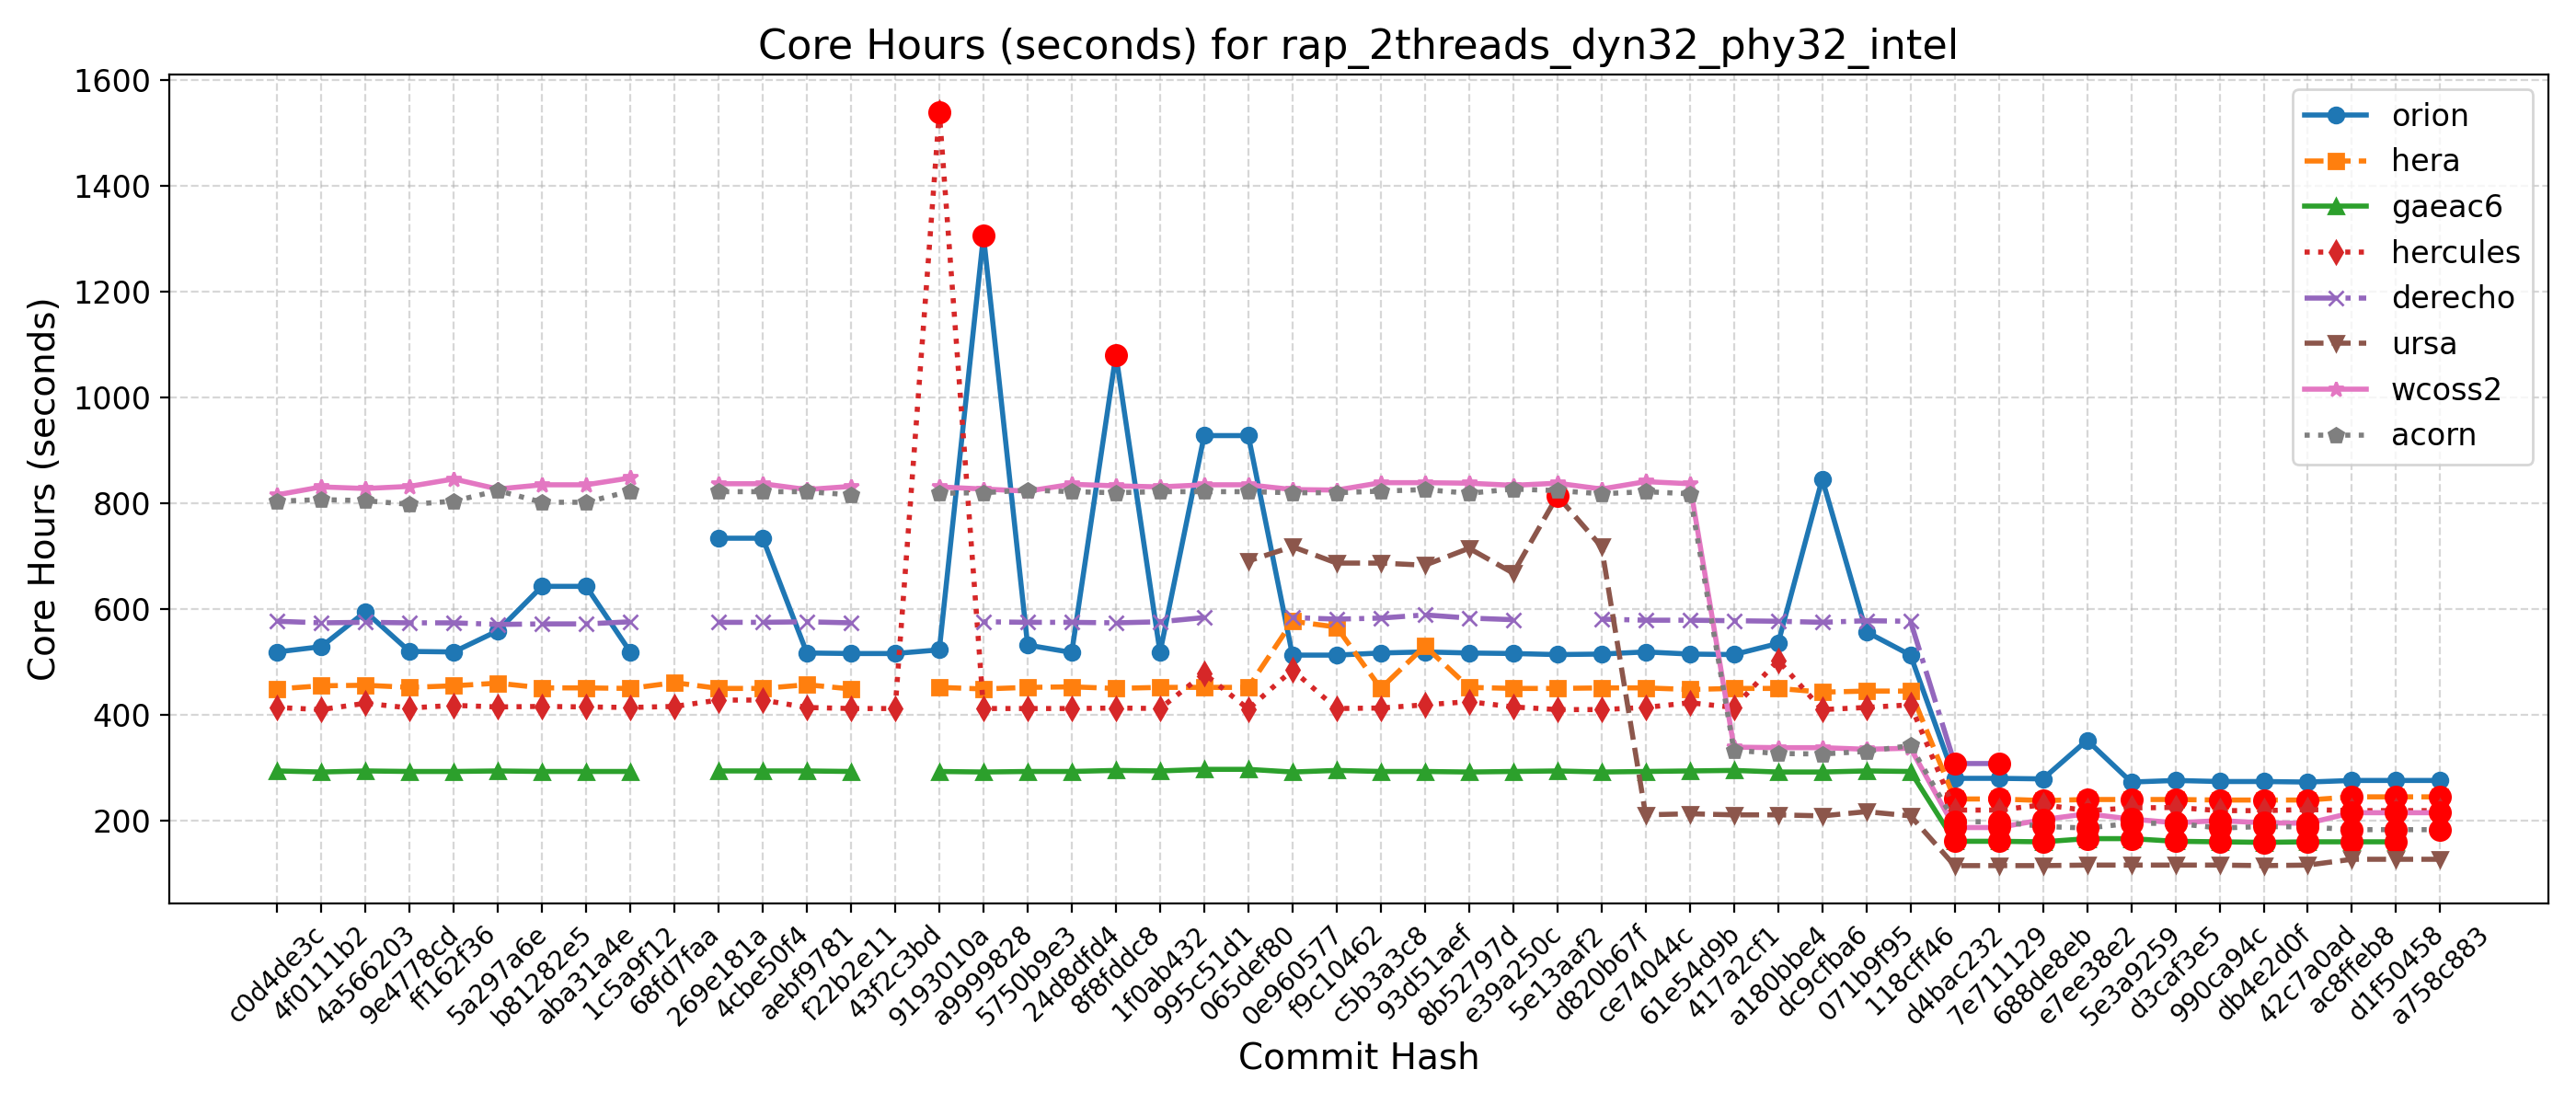 Core Hours (seconds) for rap_2threads_dyn32_phy32_intel
Core Hours (seconds)
1600
1400
1200
1000
800
600
400
200
orion
hera
gaeac6
hercules
derecho
ursa
wcoss2
acorn
c0d4de3c
4f0111b2
4a566203
9e4778cd
ff162f36
5a297a6e
b81282e5
aba31a4e
1c5a9f12
68fd7faa
269e181a
4cbe50f4
aebf9781
f22b2e11
43f2c3bd
9193010a
a9999828
5750b9e3
24d8dfd4
8f8fddc8
1f0ab432
995c51d1
065def80
0e960577
f9c10462
c5b3a3c8
93d51aef
8b52797d
e39a250c
5e13aaf2
d820b67f
ce74044c
61e54d9b
417a2cf1
a180bbe4
dc9cfba6
071b9f95
118cff46
d4bac232
7e711129
688de8eb
e7ee38e2
5e3a9259
d3caf3e5
990ca94c
db4e2d0f
42c7a0ad
ac8ffeb8
d1f50458
a758c883
Commit Hash